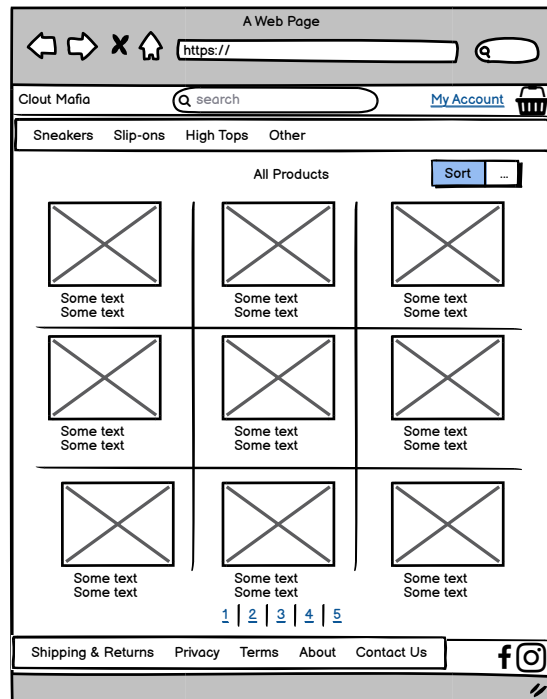 A Web Page
https://
Clout Mafia
search
My Account
Sneakers Slip-ons High Tops Other
All Products
Sort ...
Some text Some text Some text
Some text Some text Some text
Some text Some text Some text
Some text Some text Some text
Some text Some text Some text
Some text Some text Some text
1 | 2 | 3 | 4 | 5
Shipping & Returns Privacy Terms About Contact Us